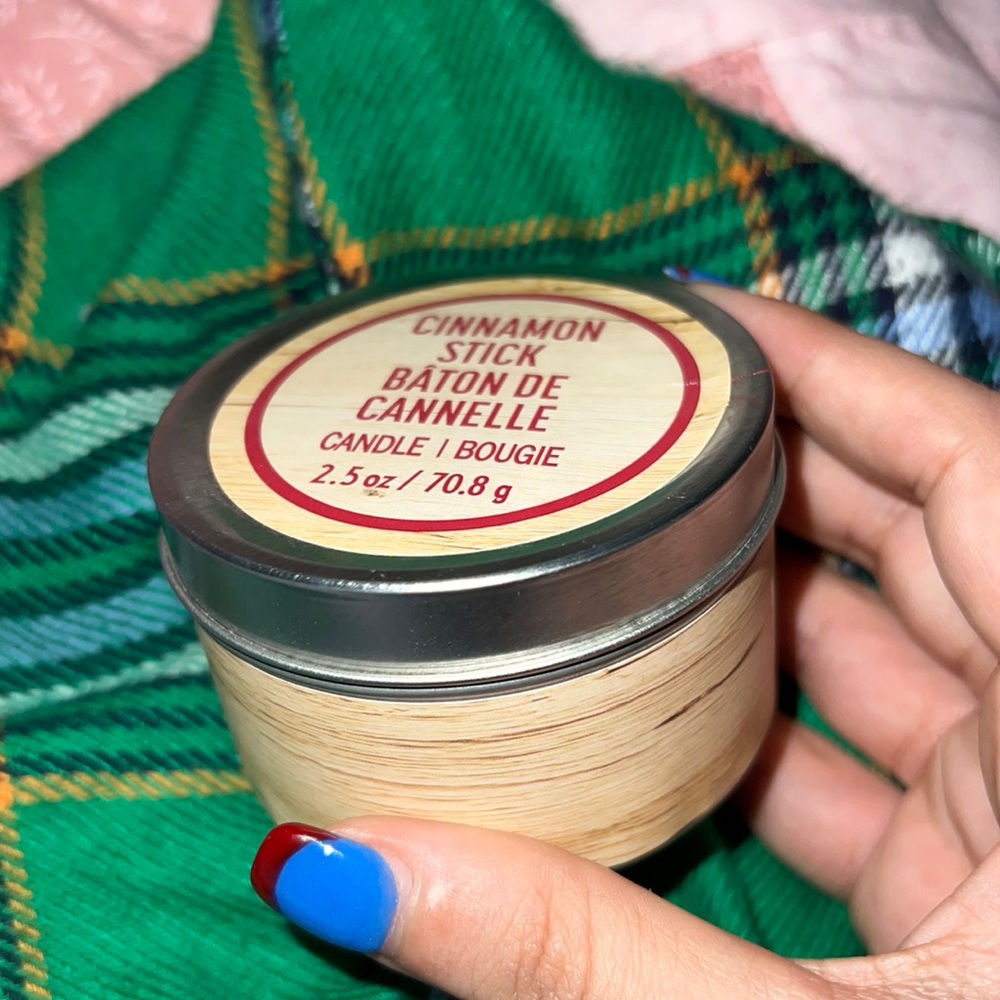 CINNAMON
STICK
BÂTON DE
CANNELLE
CANDLE | BOUGIE
2.5 oz / 70.8 g